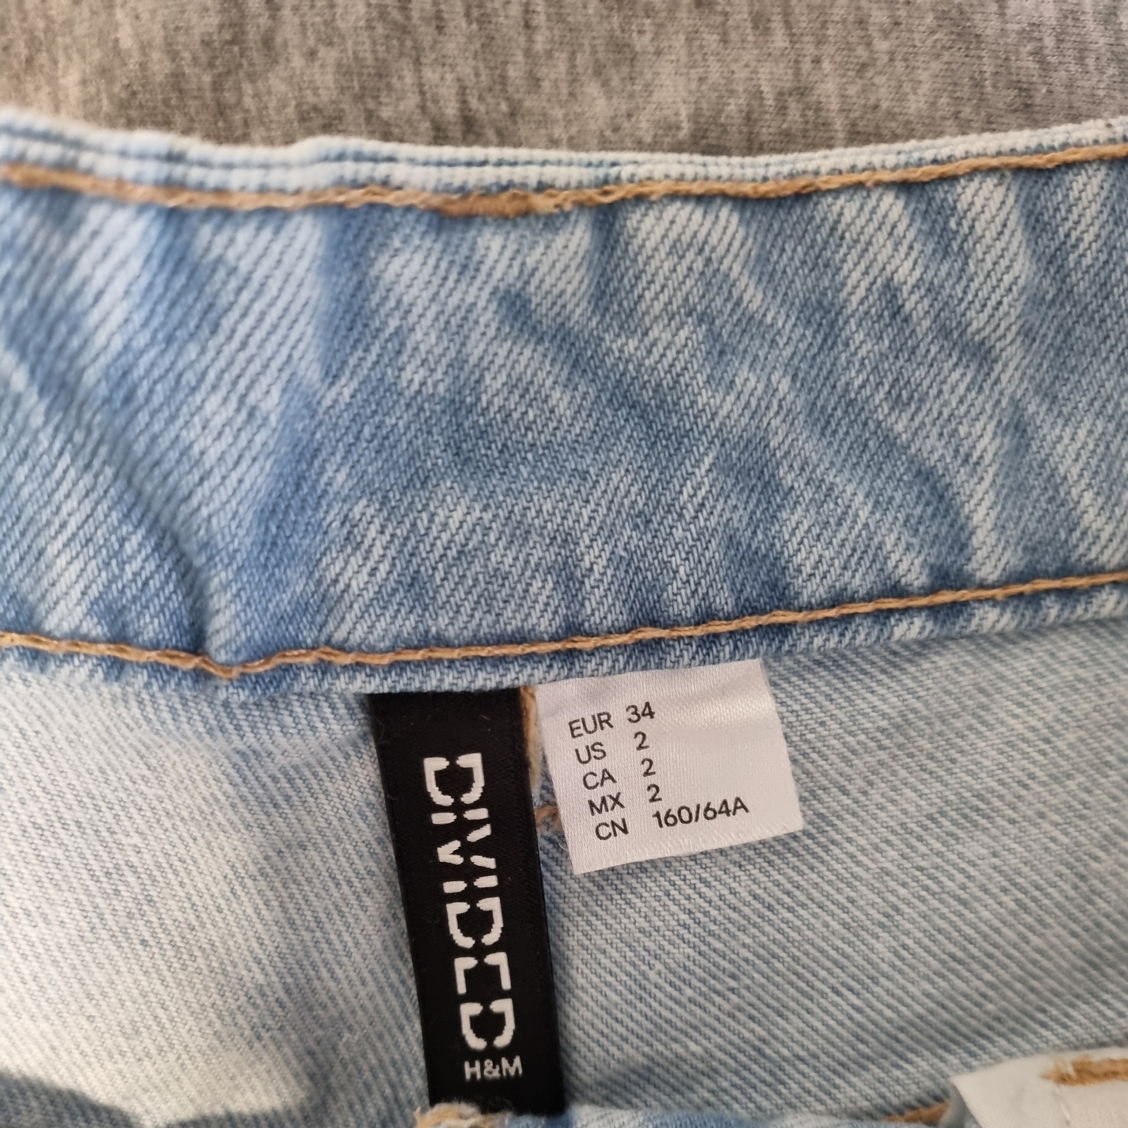 DIVIDED
H&M
EUR 34
US 2
CA 2
MX 2
CN 160/64A